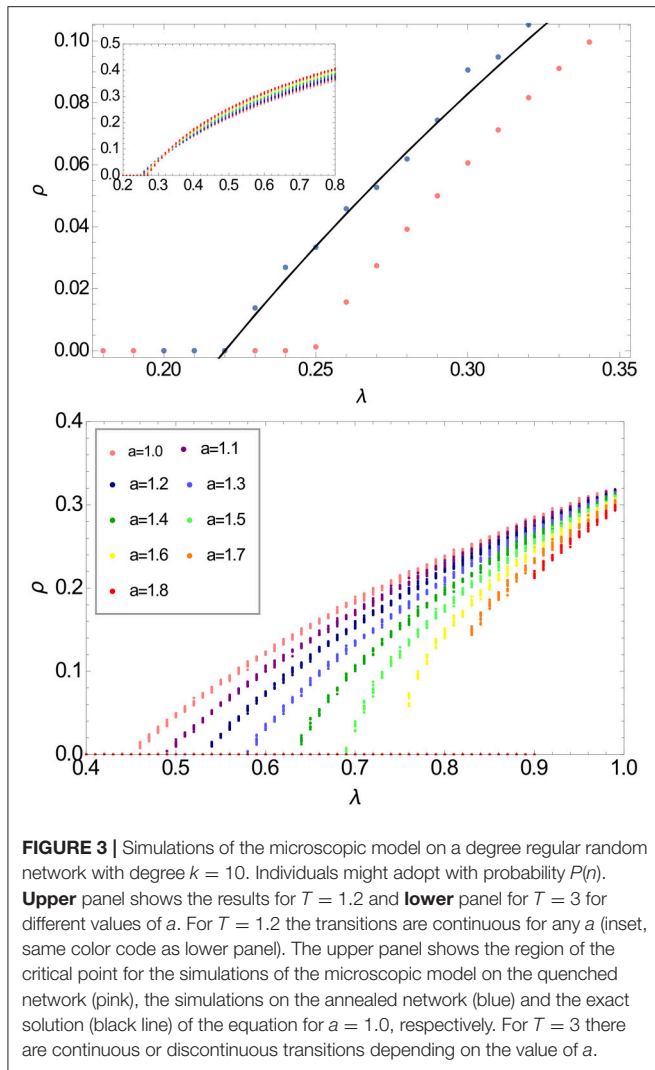 0.10
0.08
0.06
0.04
0.02
0.00
ρ
0.5
0.4
0.3
0.2
0.1
0.0
0.2 0.3 0.4 0.5 0.6 0.7 0.8
0.20 0.25 0.30 0.35
λ
0.4
0.3
0.2
0.1
0.0
ρ
a=1.0 a=1.1
a=1.2 a=1.3
a=1.4 a=1.5
a=1.6 a=1.7
a=1.8
0.4 0.5 0.6 0.7 0.8 0.9 1.0
λ
FIGURE 3 | Simulations of the microscopic model on a degree regular random
network with degree k = 10. Individuals might adopt with probability P(n).
Upper panel shows the results for T = 1.2 and lower panel for T = 3 for
different values of a. For T = 1.2 the transitions are continuous for any a (inset,
same color code as lower panel). The upper panel shows the region of the
critical point for the simulations of the microscopic model on the quenched
network (pink), the simulations on the annealed network (blue) and the exact
solution (black line) of the equation for a = 1.0, respectively. For T = 3 there
are continuous or discontinuous transitions depending on the value of a.